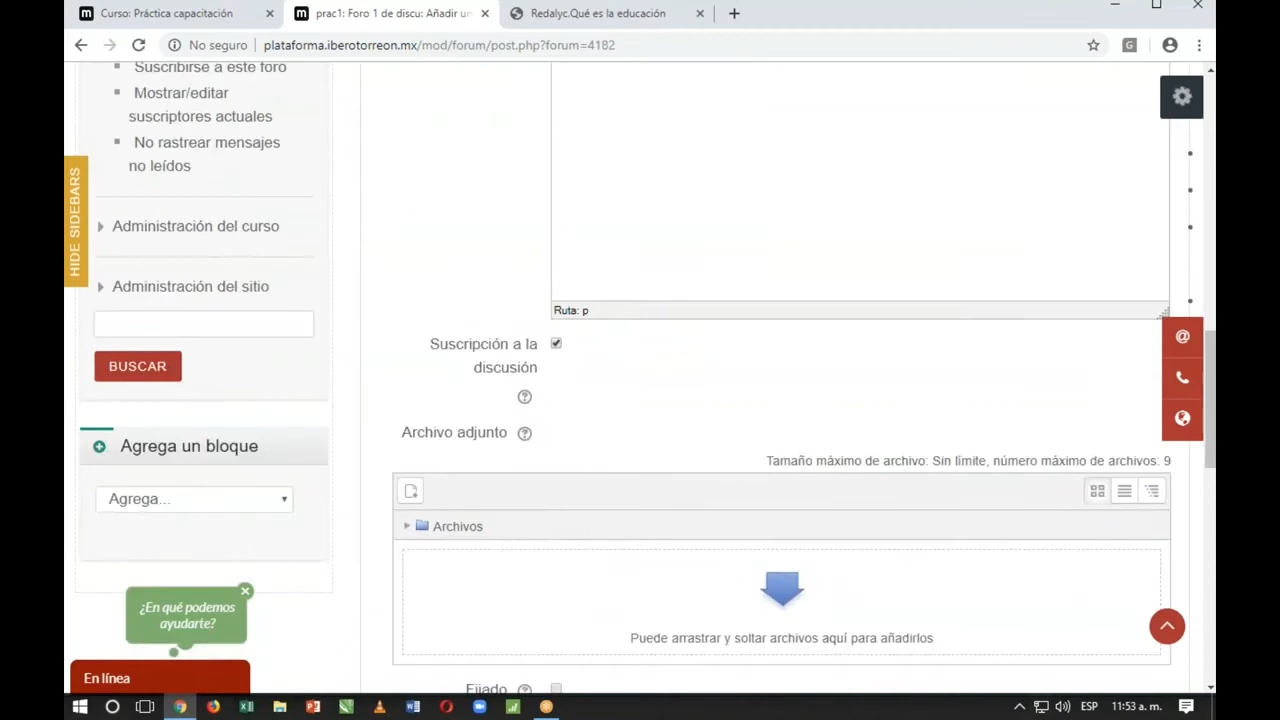 Curso: Práctica capacitación
prac1: Foro 1 de discu: Añadir un
Redalyc.Qué es la educación
No seguro
plataforma.iberotorreon.mx/mod/forum/post.php?forum=4182
Suscribirse a este foro
Mostrar/editar
suscriptores actuales
No rastrear mensajes
no leídos
HIDE SIDEBARS
Administración del curso
Administración del sitio
BUSCAR
Agrega un bloque
Agrega...
¿En qué podemos
ayudarte?
En línea
Ruta: p
Suscripción a la
discusión
Archivo adjunto
Tamaño máximo de archivo: Sin límite, número máximo de archivos: 9
Archivos
Puede arrastrar y soltar archivos aquí para añadirlos
Fijado
ESP
11:53 a. m.